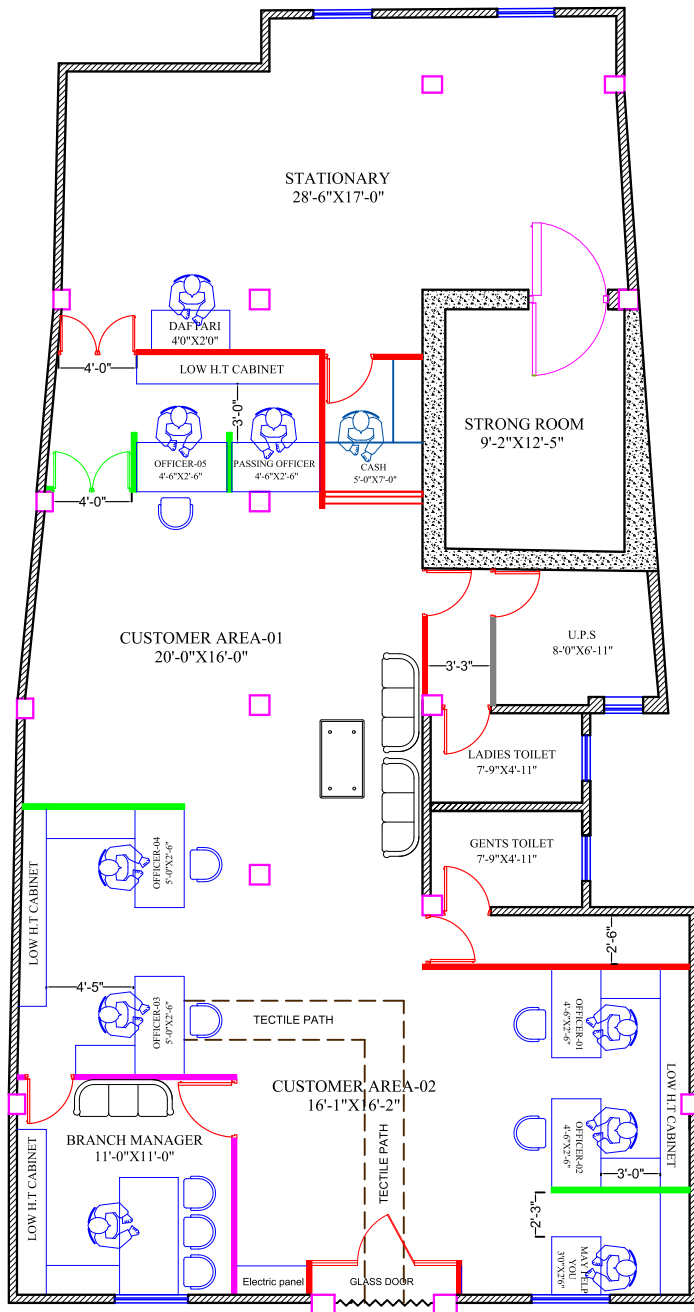 STATIONARY
28'-6"X17'-0"
DAFTARI
4'0"X2'0"
4'-0"
LOW H.T CABINET
3'-0"
STRONG ROOM
9'-2"X12'-5"
OFFICER-05
4'-6"X2'-6"
PASSING OFFICER
4'-6"X2'-6"
CASH
5'-0"X7'-0"
4'-0"
CUSTOMER AREA-01
20'-0"X16'-0"
U.P.S
8-'0"X6'-11"
3'-3"
LADIES TOILET
7'-9"X4'-11"
GENTS TOILET
7'-9"X4'-11"
LOW H.T CABINET
OFFICER-04
5'-0"X2'-6"
2'-6"
4'-5"
OFFICER-03
5'-0"X2'-6"
TECTILE PATH
OFFICER-01
4'-6"X2'-6"
CUSTOMER AREA-02
16'-1"X16'-2"
LOW H.T CABINET
OFFICER-02
4'-6"X2'-6"
TECTILE PATH
BRANCH MANAGER
11'-0"X11'-0"
LOW H.T CABINET
3'-0"
2'-3"
Electric panel
GLASS DOOR
MAY HELP
YOU
3'0"X2'6"